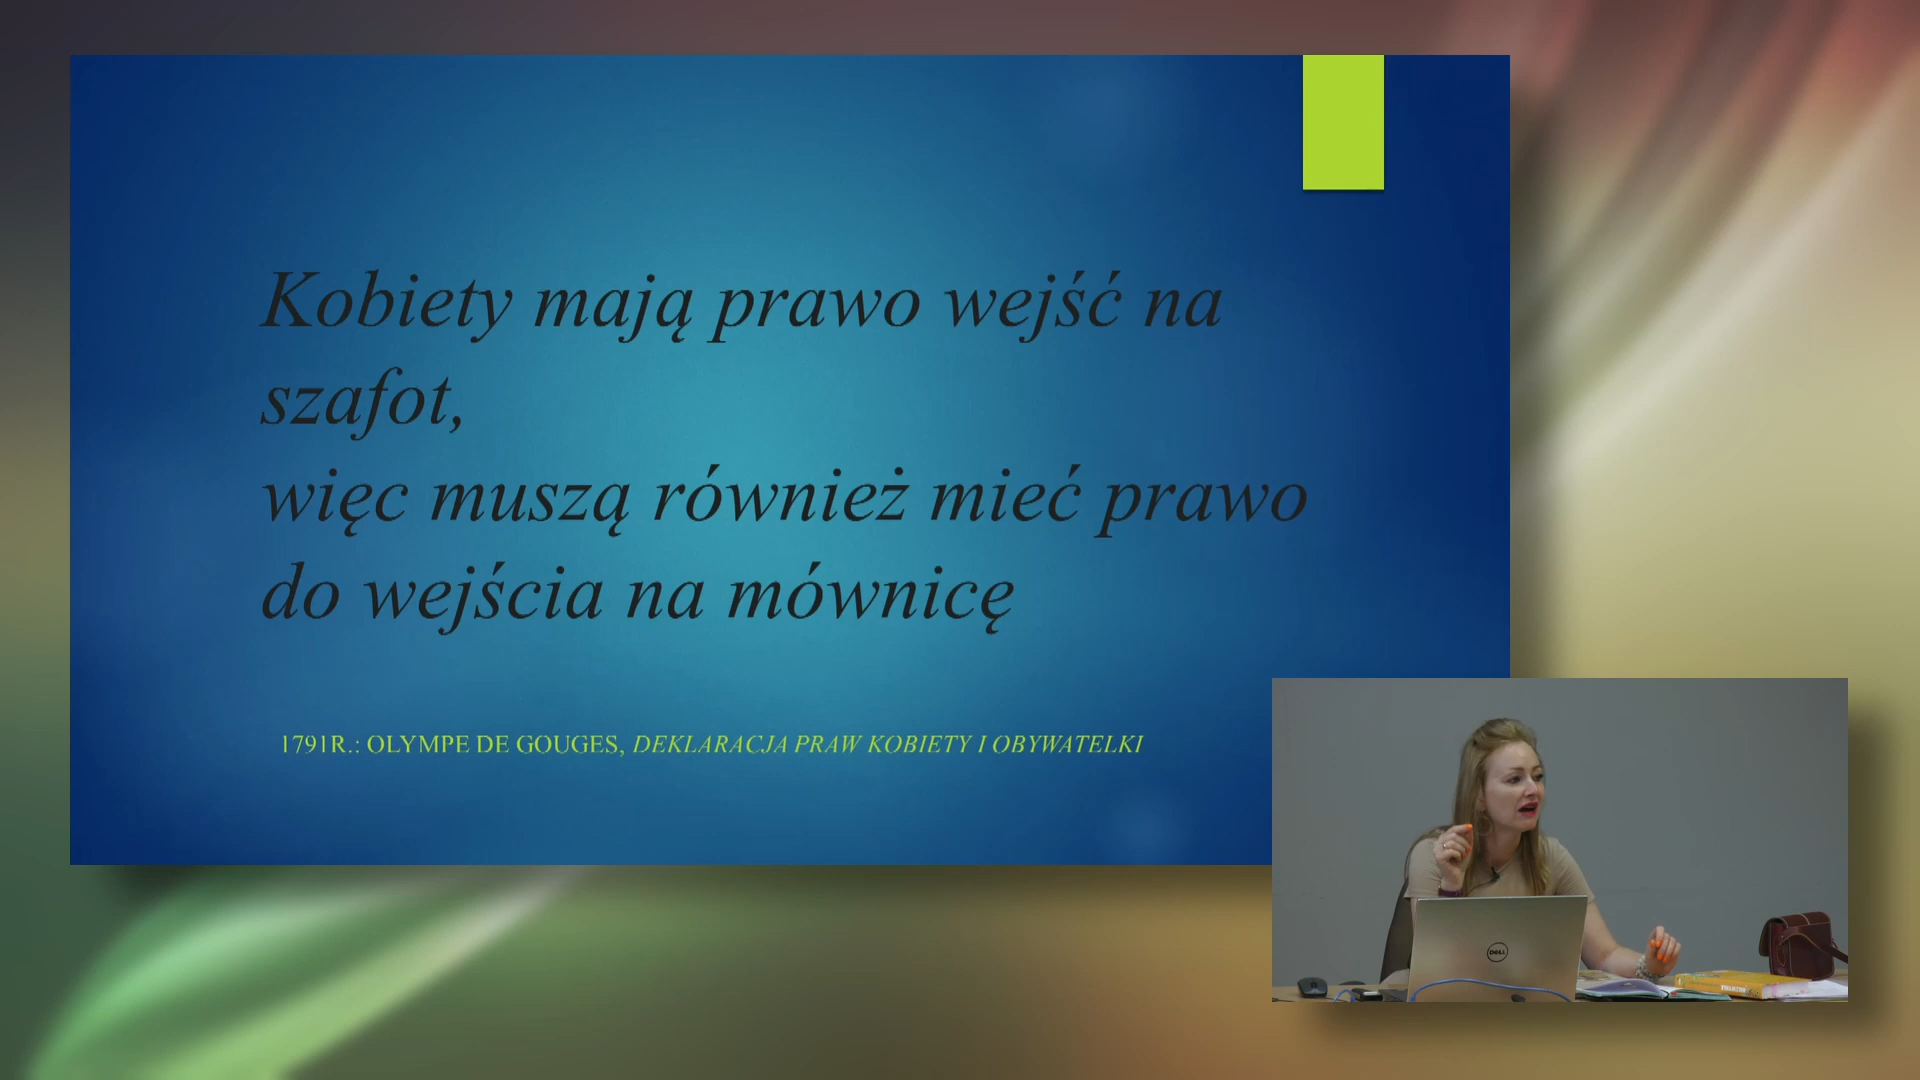 Kobiety mają prawo wejść na
szafot,
więc muszą również mieć prawo
do wejścia na mównicę
1791R.: OLYMPE DE GOUGES, DEKLARACJA PRAW KOBIETY I OBYWATELKI
DELL